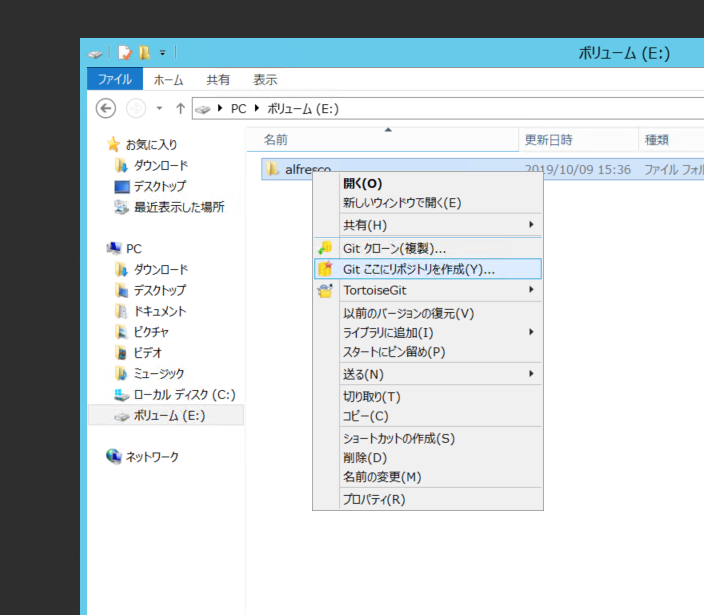 ボリューム (E:)
ファイル ホーム 共有 表示
PC ボリューム (E:)
名前 更新日時 種類
お気に入り
ダウンロード
デスクトップ
最近表示した場所
PC
ダウンロード
デスクトップ
ドキュメント
ピクチャ
ビデオ
ミュージック
ローカル ディスク (C:)
ボリューム (E:)
ネットワーク
alfresco 2019/10/09 15:36 ファイル フォル
開く(O)
新しいウィンドウで開く(E)
共有(H)
Git クローン(複製)...
Git ここにリポジトリを作成(Y)...
TortoiseGit
以前のバージョンの復元(V)
ライブラリに追加(I)
スタートにピン留め(P)
送る(N)
切り取り(T)
コピー(C)
ショートカットの作成(S)
削除(D)
名前の変更(M)
プロパティ(R)